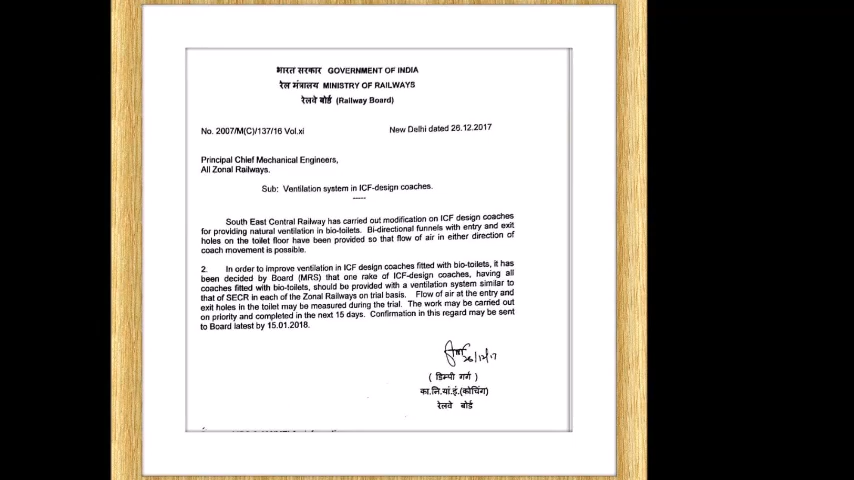 भारत सरकार GOVERNMENT OF INDIA
रेल मंत्रालय MINISTRY OF RAILWAYS
रेलवे बोर्ड (Railway Board)
No. 2007/M(C)/137/16 Vol.xi New Delhi dated 26.12.2017
Principal Chief Mechanical Engineers,
All Zonal Railways.
Sub: Ventilation system in ICF-design coaches.
-----
South East Central Railway has carried out modification on ICF design coaches
for providing natural ventilation in bio-toilets. Bi-directional funnels with entry and exit
holes on the toilet floor have been provided so that flow of air in either direction of
coach movement is possible.
2. In order to improve ventilation in ICF design coaches fitted with bio-toilets, it has
been decided by Board (MRS) that one rake of ICF-design coaches, having all
coaches fitted with bio-toilets, should be provided with a ventilation system similar to
that of SECR in each of the Zonal Railways on trial basis. Flow of air at the entry and
exit holes in the toilet may be measured during the trial. The work may be carried out
on priority and completed in the next 15 days. Confirmation in this regard may be sent
to Board latest by 15.01.2018.
26/12/17
( डिम्पी गर्ग )
का.नि.यां.इं.(कोचिंग)
रेलवे बोर्ड